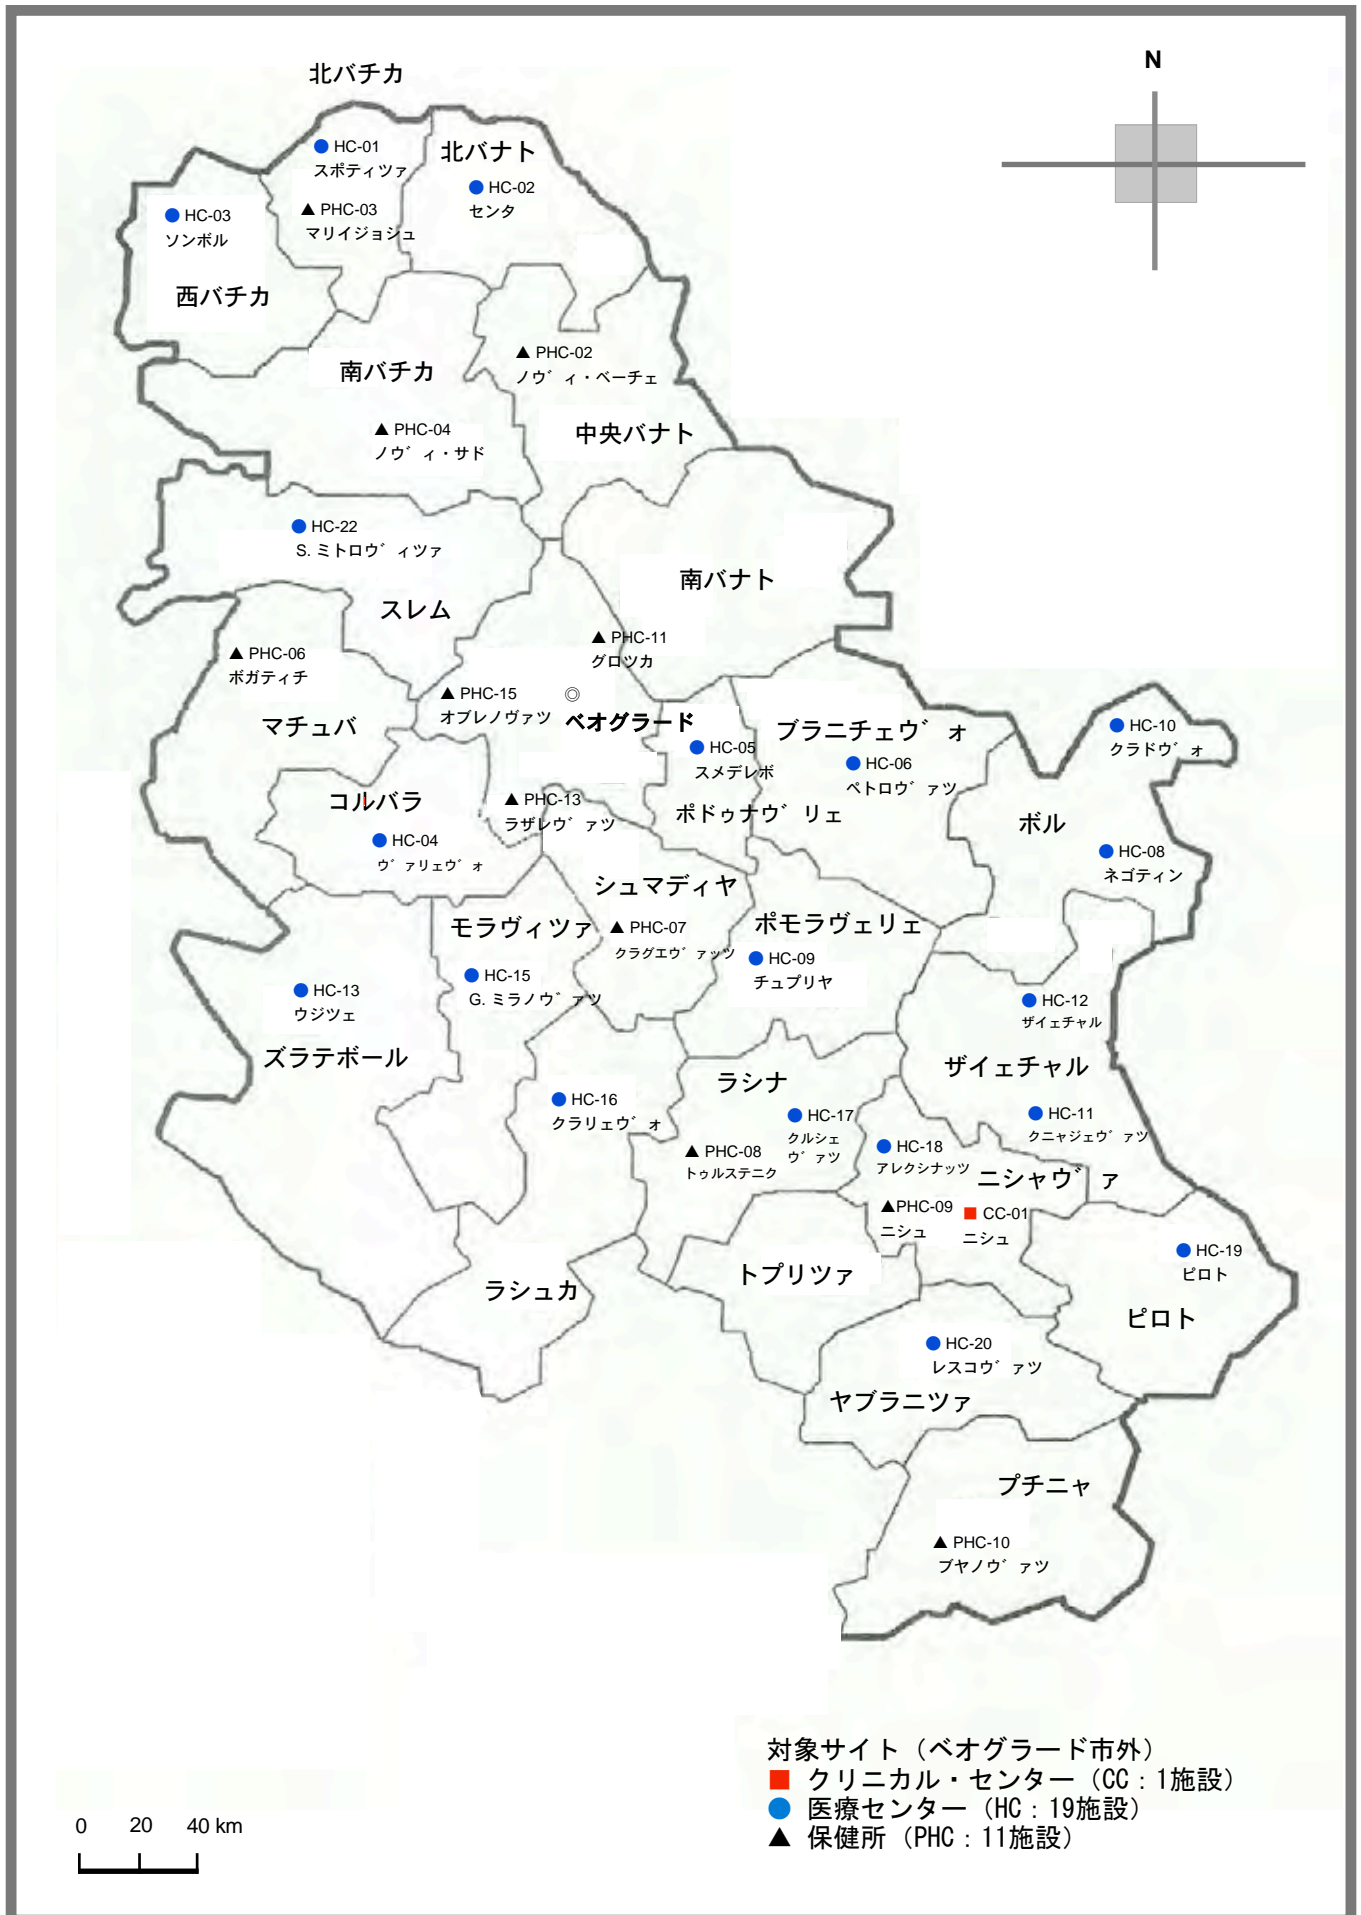 北バチカ
N
HC-01
スポティツァ
北バナト
HC-02
センタ
HC-03
ソンボル
PHC-03
マリイジョシュ
西バチカ
南バチカ
PHC-02
ノヴィ・ベーチェ
PHC-04
ノヴィ・サド
中央バナト
HC-22
S. ミトロヴィツァ
南バナト
スレム
PHC-11
グロツカ
PHC-06
ボガティチ
PHC-15
オブレノヴァツ
◎
ベオグラード
マチュバ
HC-05
スメデレボ
ブラニチェヴォ
HC-06
ペトロヴァツ
HC-10
クラドヴォ
コルバラ
PHC-13
ラザレヴァツ
ポドゥナヴリェ
ボル
HC-04
ヴァリェヴォ
HC-08
ネゴティン
シュマディヤ
モラヴィツァ
PHC-07
クラグエヴァッツ
ポモラヴェリェ
HC-09
チュプリヤ
HC-15
G. ミラノヴァツ
HC-13
ウジツェ
HC-12
ザイェチャル
ズラテボール
ザイェチャル
ラシナ
HC-16
クラリェヴォ
HC-17
クルシェ
ヴァツ
HC-11
クニャジェヴァツ
PHC-08
トゥルステニク
HC-18
アレクシナッツ
ニシャヴァ
PHC-09
ニシュ
CC-01
ニシュ
HC-19
ピロト
トプリツァ
ラシュカ
ピロト
HC-20
レスコヴァツ
ヤブラニツァ
プチニャ
PHC-10
ブヤノヴァツ
対象サイト（ベオグラード市外）
クリニカル・センター（CC：1施設）
医療センター（HC：19施設）
保健所（PHC：11施設）
0 20 40 km